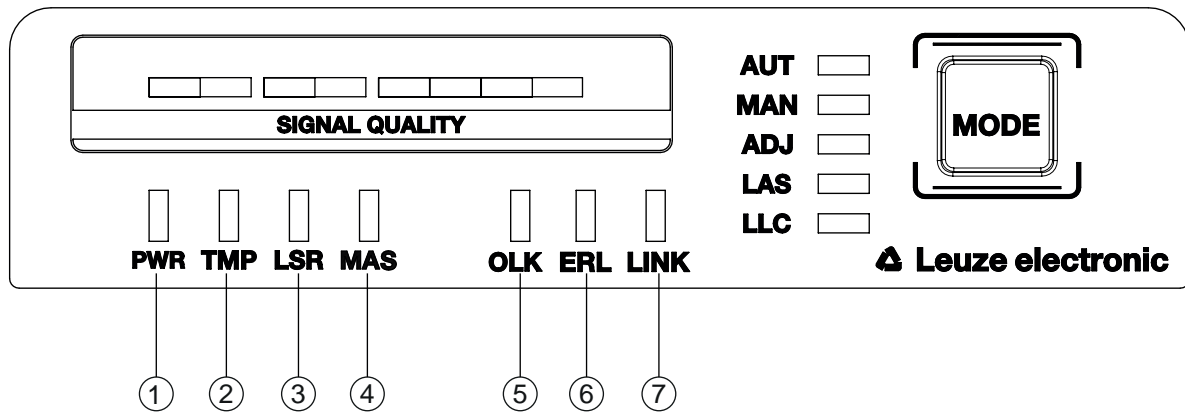 SIGNAL QUALITY
PWR TMP LSR MAS OLK ERL LINK
AUT
MAN
ADJ
LAS
LLC
MODE
Leuze electronic
1 2 3 4 5 6 7